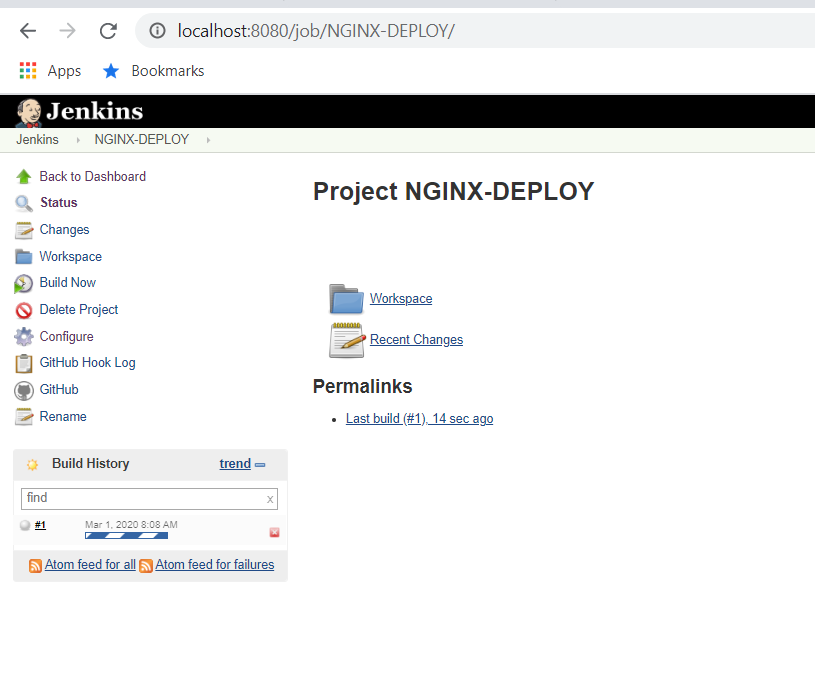 localhost:8080/job/NGINX-DEPLOY/
Apps Bookmarks
Jenkins
Jenkins NGINX-DEPLOY
Back to Dashboard
Status
Changes
Workspace
Build Now
Delete Project
Configure
GitHub Hook Log
GitHub
Rename
Build History trend
find x
#1 Mar 1, 2020 8:08 AM
Atom feed for all Atom feed for failures
Project NGINX-DEPLOY
Workspace
Recent Changes
Permalinks
Last build (#1), 14 sec ago